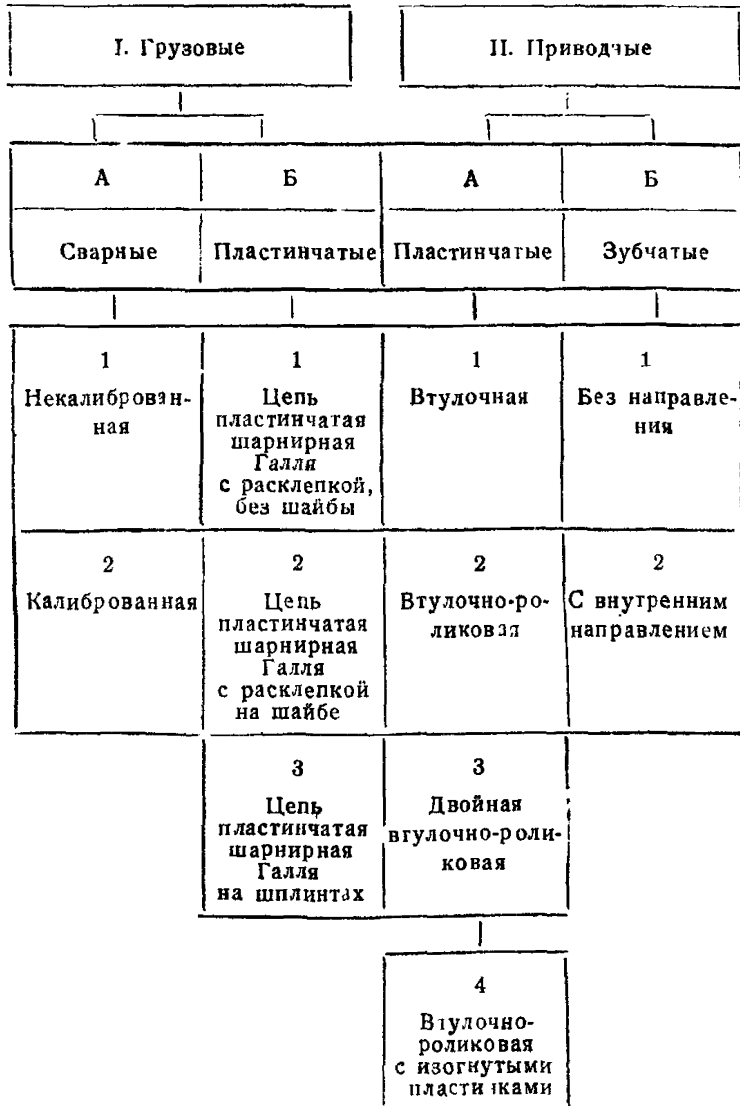 I. Грузовые
II. Приводные
А
Б
А
Б
Сварные
Пластинчатые
Пластинчатые
Зубчатые
1
Некалиброван-
ная
1
Цепь
пластинчатая
шарнирная
Галля
с расклепкой,
без шайбы
1
Втулочная
1
Без направле-
ния
2
Калиброванная
2
Цепь
пластинчатая
шарнирная
Галля
с расклепкой
на шайбе
2
Втулочно-ро-
ликовая
2
С внутренним
направлением
3
Цепь
пластинчатая
шарнирная
Галля
на шплинтах
3
Двойная
втулочно-роли-
ковая
4
Втулочно-
роликовая
с изогнутыми
пластинками